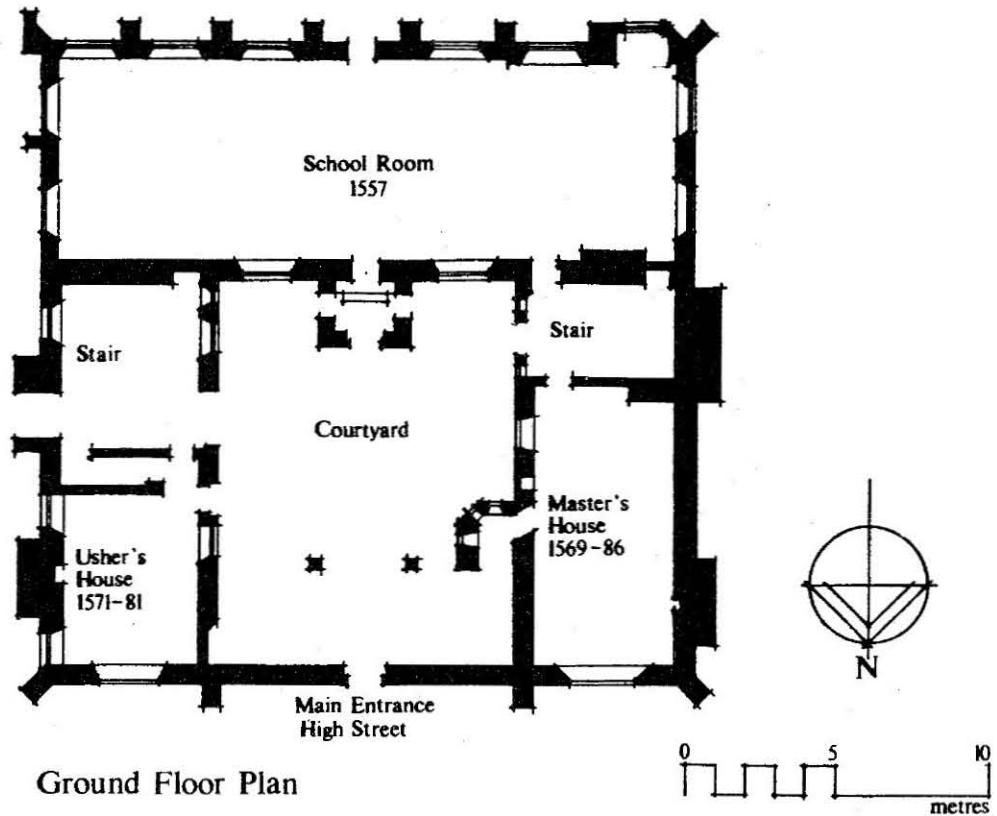 School Room
1557
Stair
Stair
Courtyard
Master's
House
1569-86
Usher's
House
1571-81
N
Main Entrance
High Street
Ground Floor Plan
0 5 10
metres